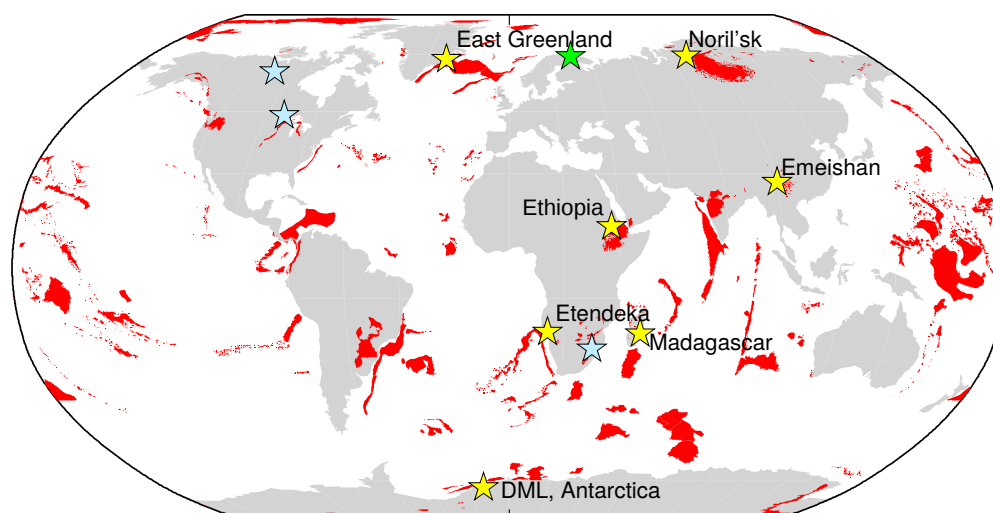 East Greenland
Noril'sk
Emeishan
Ethiopia
Etendeka
Madagascar
DML, Antarctica